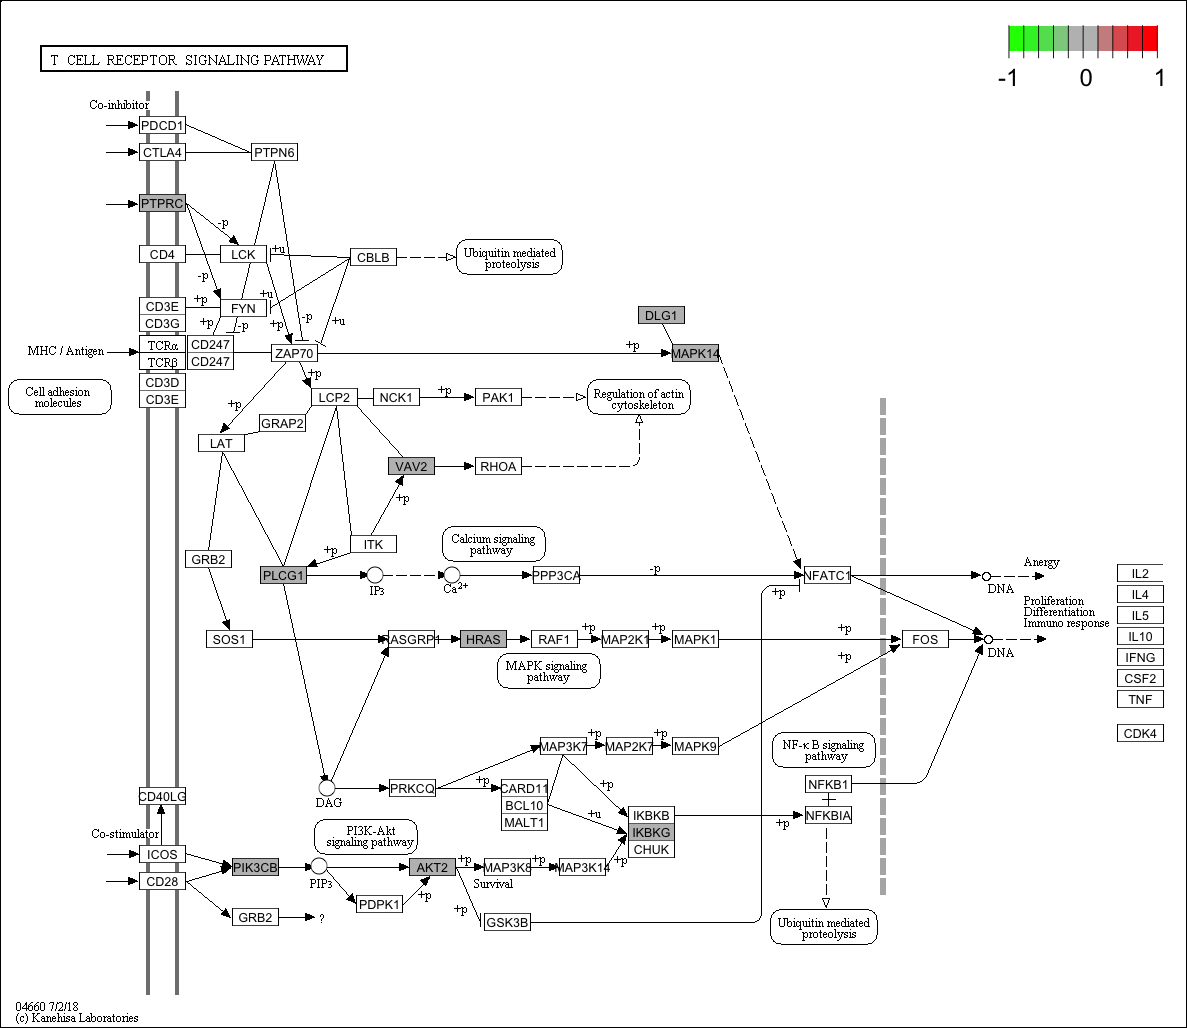 T CELL RECEPTOR SIGNALING PATHWAY
-1 0 1
Co-inhibitor
PDCD1
CTLA4
PTPN6
PTPRC
-p
CD4
LCK
+u
CBLB
Ubiquitin mediated
proteolysis
-p
CD3E
+p
FYN
+u
CD3G
+p
-p
+p
-p
+u
DLG1
MHC / Antigen
TCRα
CD247
TCRβ
CD247
ZAP70
+p
MAPK14
Cell adhesion
molecules
CD3D
CD3E
+p
+p
LCP2
NCK1
+p
PAK1
Regulation of actin
cytoskeleton
GRAP2
LAT
VAV2
RHOA
+p
GRB2
ITK
+p
Calcium signaling
pathway
PLCG1
IP3
Ca2+
PPP3CA
-p
NFATC1
+p
DNA
Anergy
Proliferation
Differentiation
Immuno response
IL2
IL4
IL5
IL10
IFNG
CSF2
TNF
CDK4
SOS1
RASGRP1
HRAS
RAF1
+p
MAP2K1
+p
MAPK1
+p
FOS
DNA
MAPK signaling
pathway
+p
MAP3K7
+p
MAP2K7
+p
MAPK9
NF-κ B signaling
pathway
DAG
PRKCQ
+p
CARD11
BCL10
MALT1
+p
+u
IKBKB
IKBKG
CHUK
+p
NFKB1
NFKBIA
CD40LG
Co-stimulator
ICOS
CD28
PI3K-Akt
signaling pathway
PIK3CB
PIP3
AKT2
+p
MAP3K8
+p
MAP3K14
+p
Survival
PDPK1
+p
+p
GSK3B
GRB2
?
Ubiquitin mediated
proteolysis
04660 7/2/18
(c) Kanehisa Laboratories